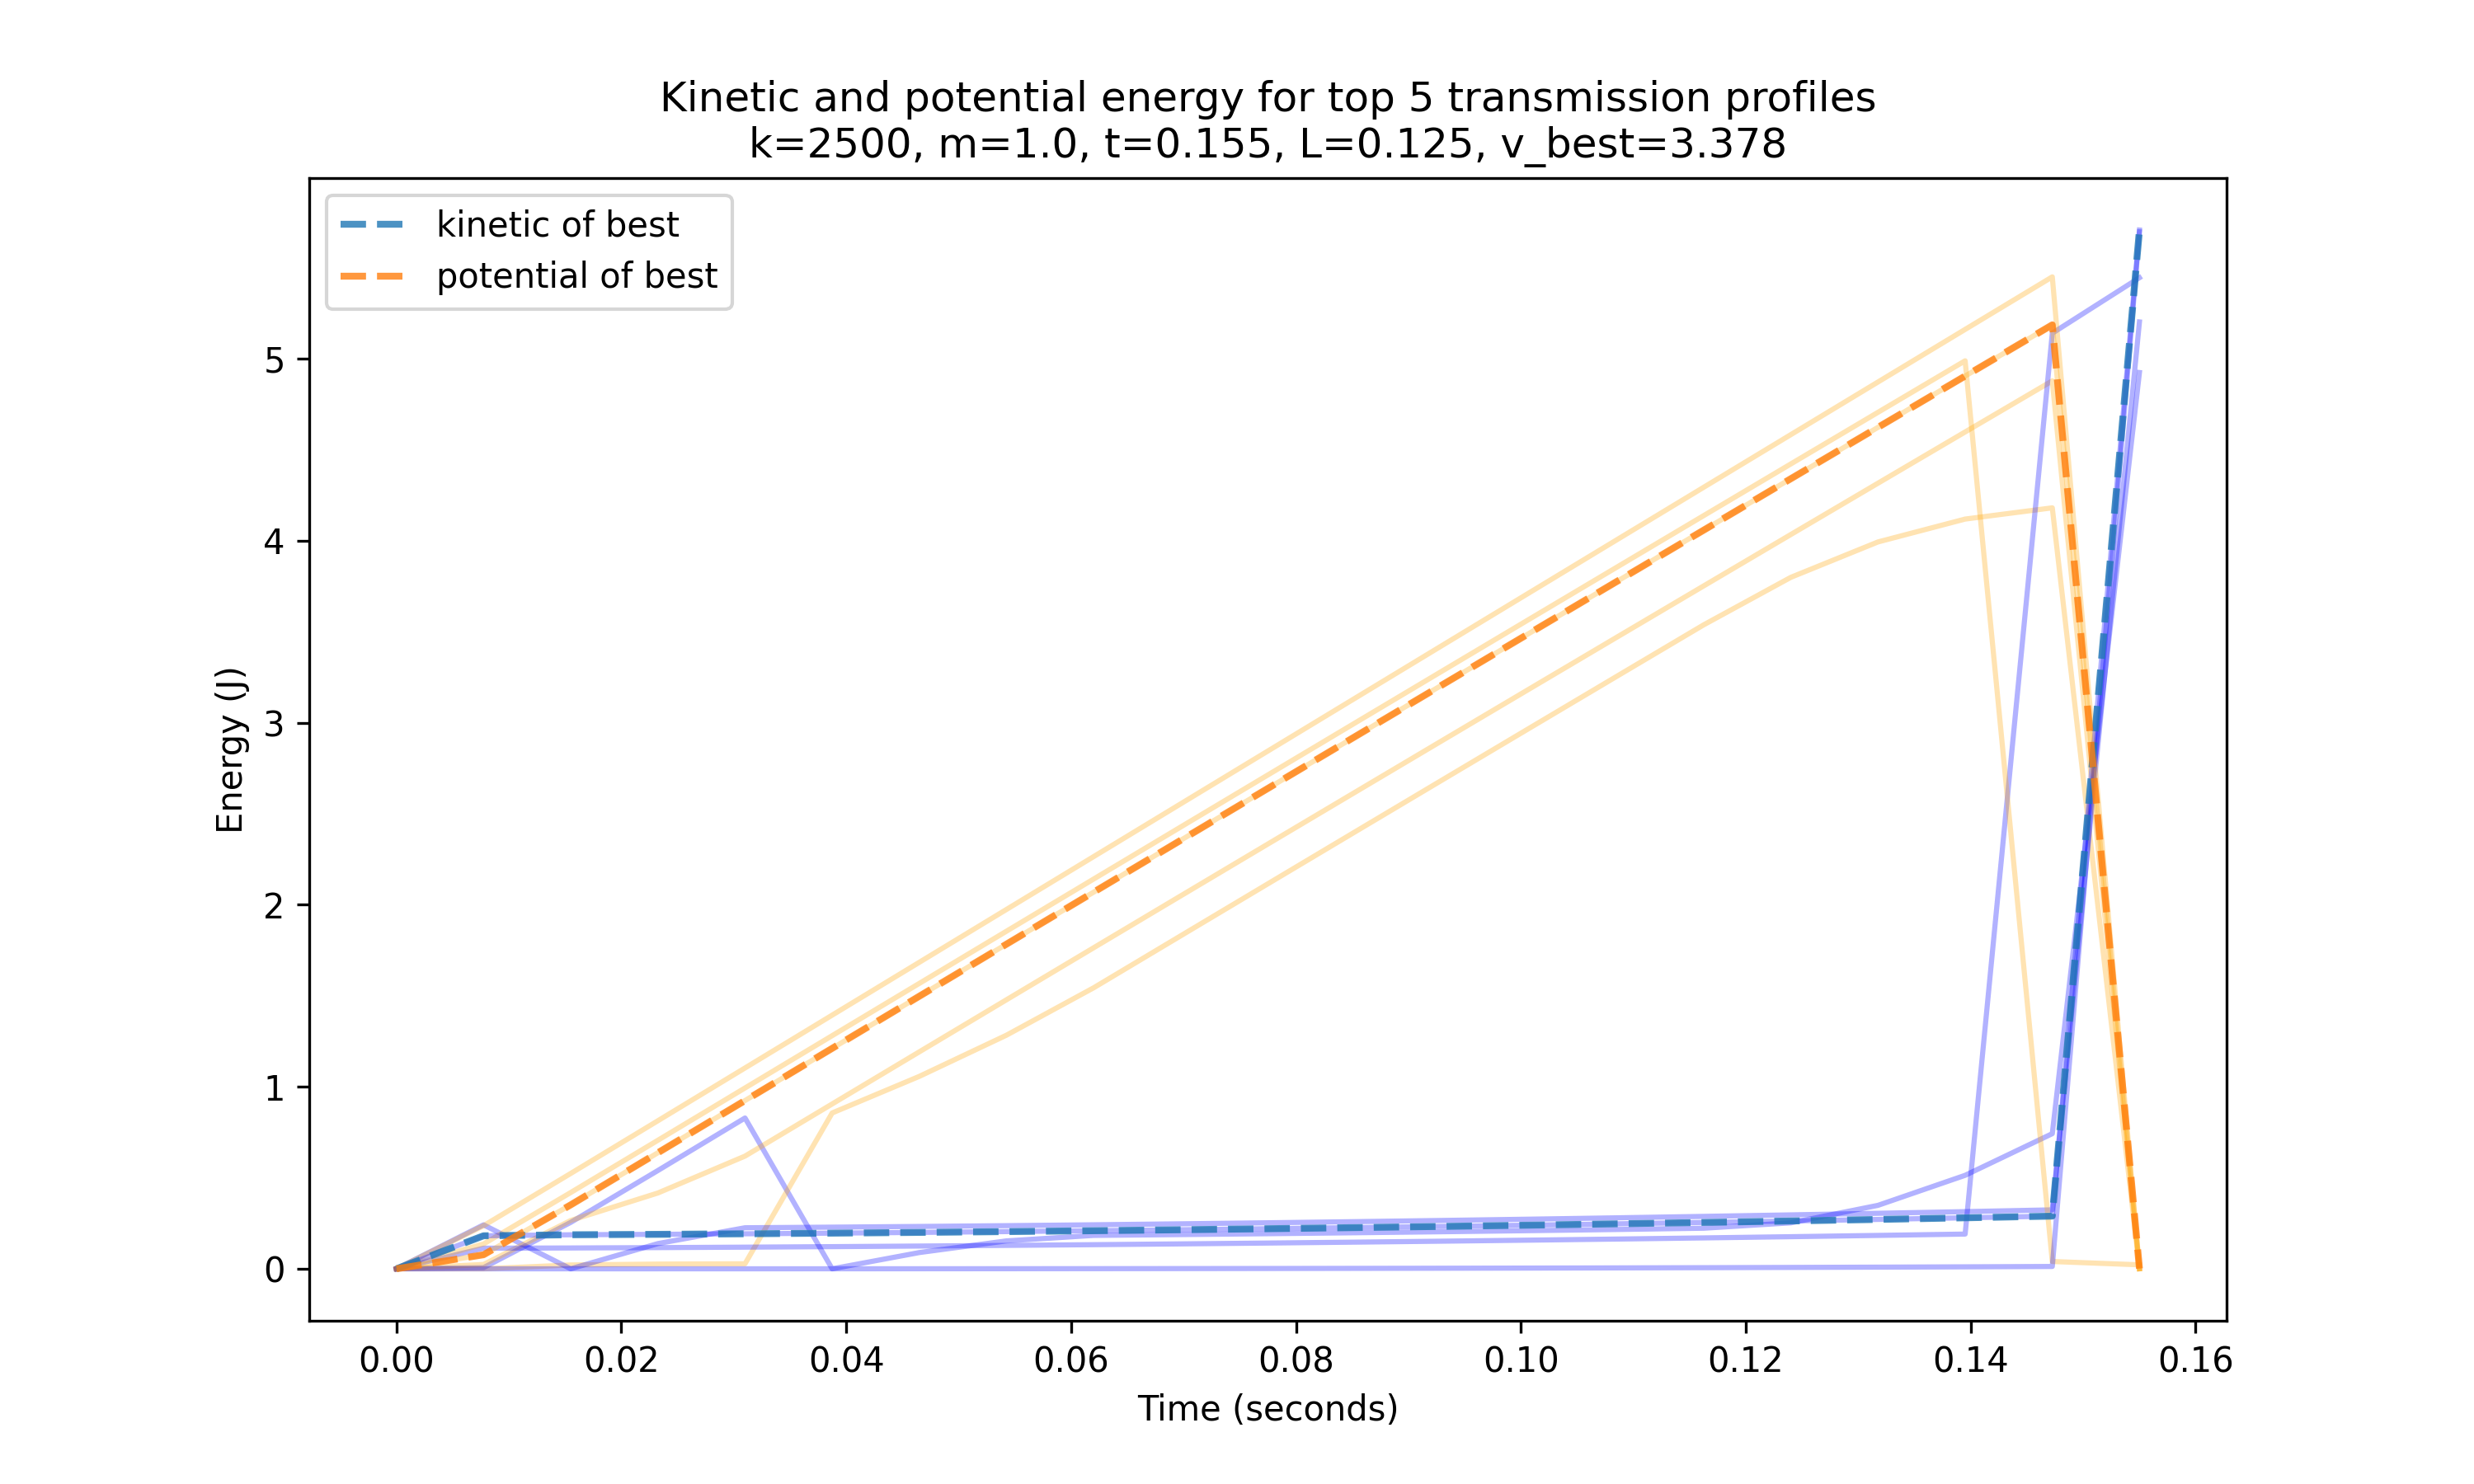 Kinetic and potential energy for top 5 transmission profiles
k=2500, m=1.0, t=0.155, L=0.125, v_best=3.378
kinetic of best
potential of best
5
4
3
2
1
0
Energy (J)
0.00 0.02 0.04 0.06 0.08 0.10 0.12 0.14 0.16
Time (seconds)